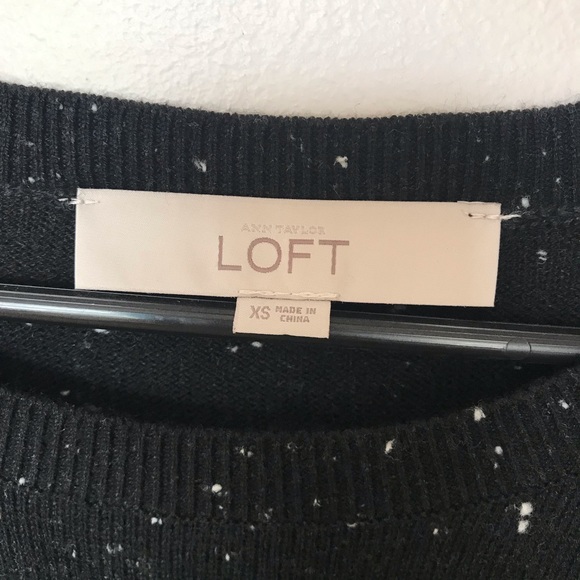 ANN TAYLOR
LOFT
XS MADE IN
CHINA